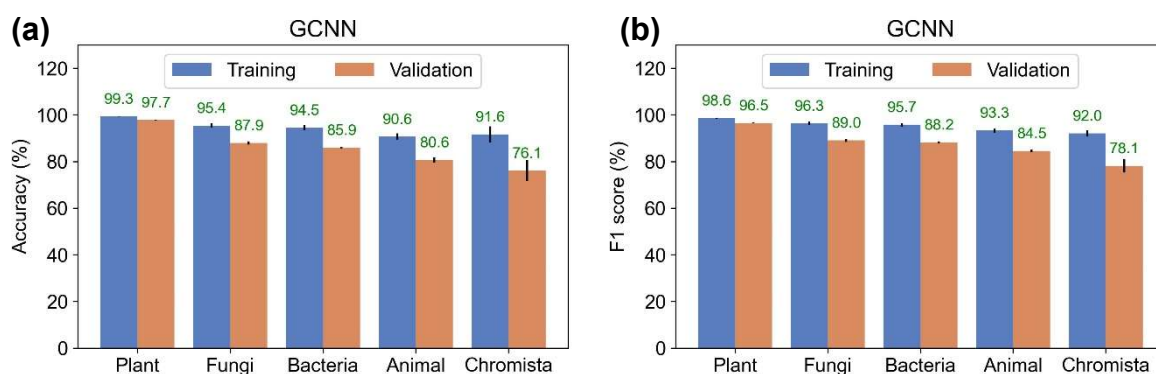 (a)
GCNN
Accuracy (%)
120
100
80
60
40
20
0
Training Validation
99.3 97.7 95.4 87.9 94.5 85.9 90.6 80.6 91.6 76.1
Plant Fungi Bacteria Animal Chromista
(b)
GCNN
F1 score (%)
120
100
80
60
40
20
0
Training Validation
98.6 96.5 96.3 89.0 95.7 88.2 93.3 84.5 92.0 78.1
Plant Fungi Bacteria Animal Chromista